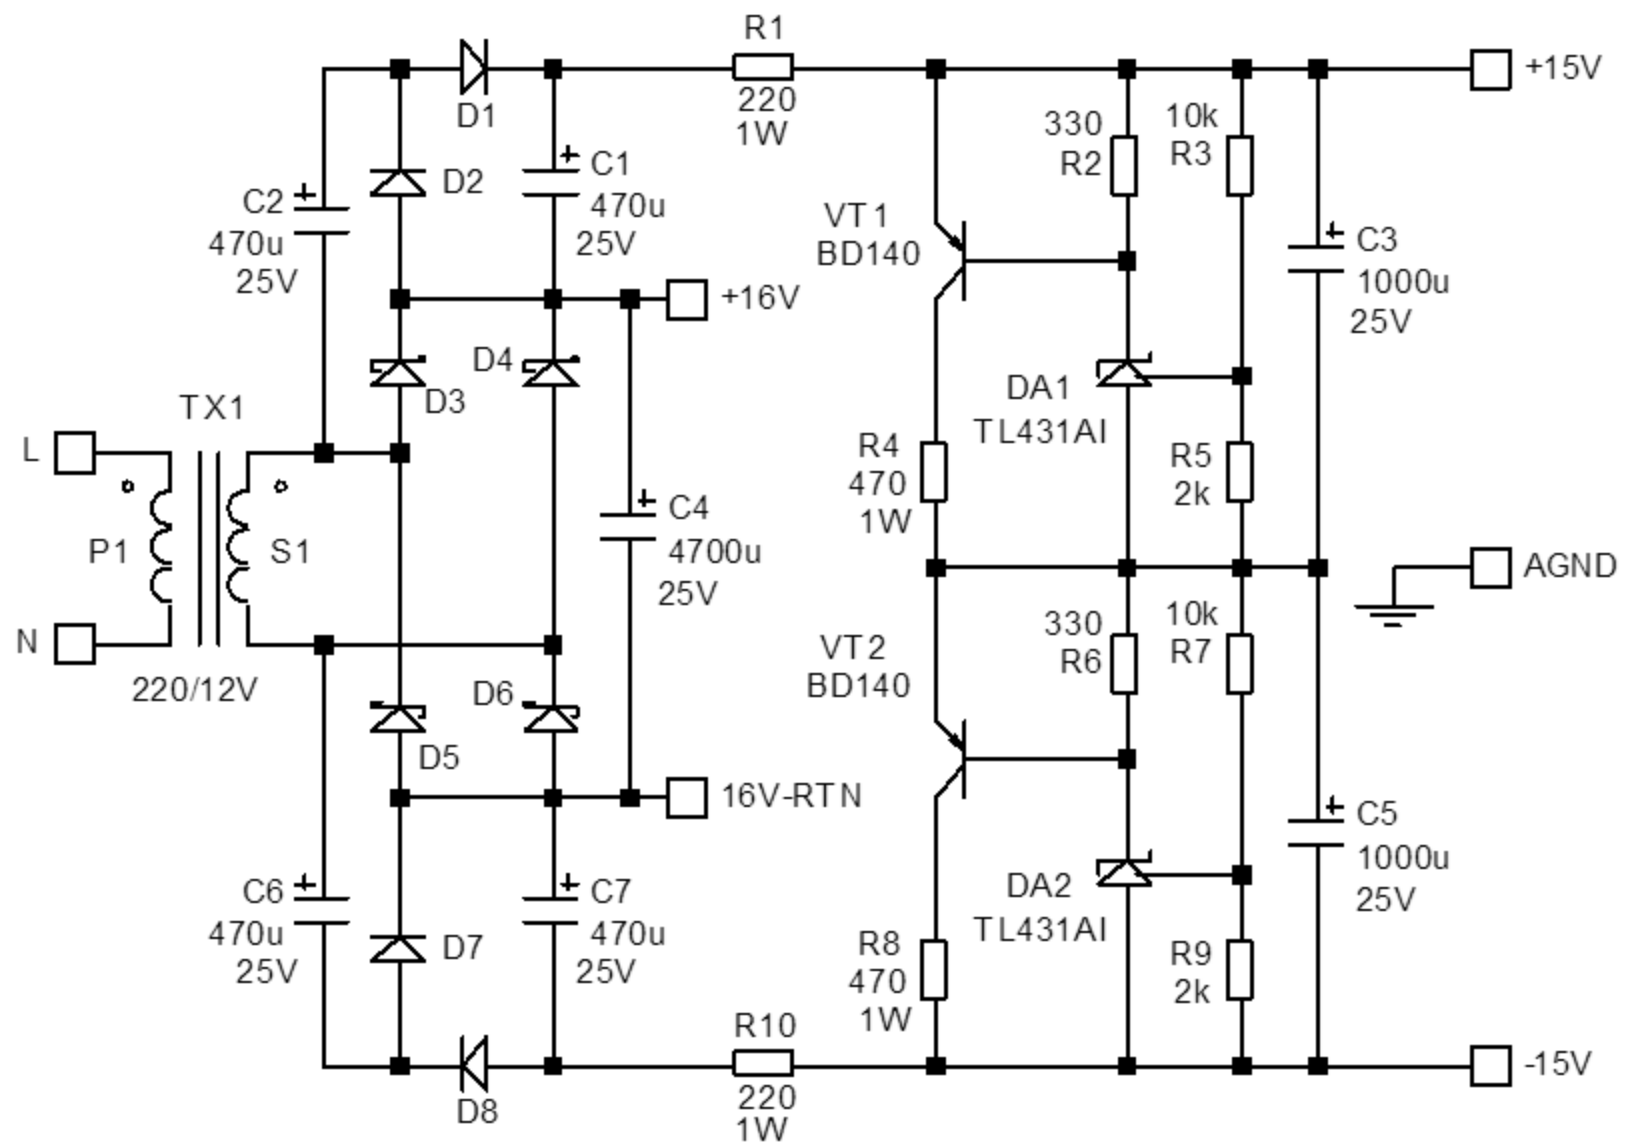 R1
220
1W
+15V
D1
D2
C1
470u
25V
C2
470u
25V
330
R2
10k
R3
VT1
BD140
C3
1000u
25V
+16V
D3
D4
TX1
DA1
TL431AI
L
P1
S1
N
220/12V
C4
4700u
25V
R4
470
1W
R5
2k
AGND
330
R6
10k
R7
VT2
BD140
D5
D6
16V-RTN
C5
1000u
25V
DA2
TL431AI
C6
470u
25V
D7
C7
470u
25V
R8
470
1W
R9
2k
D8
R10
220
1W
-15V